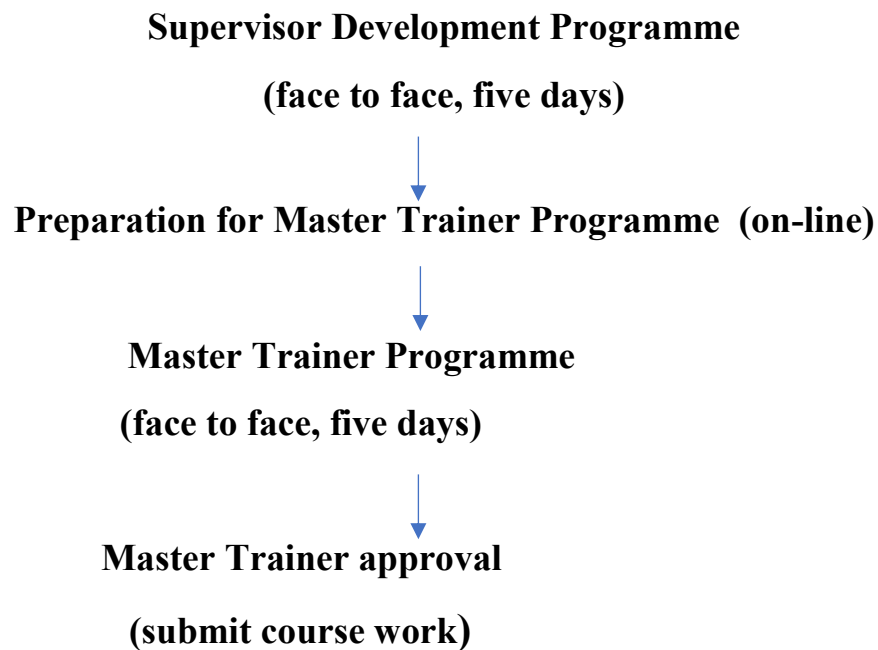 Supervisor Development Programme
(face to face, five days)
Preparation for Master Trainer Programme (on-line)
Master Trainer Programme
(face to face, five days)
Master Trainer approval
(submit course work)